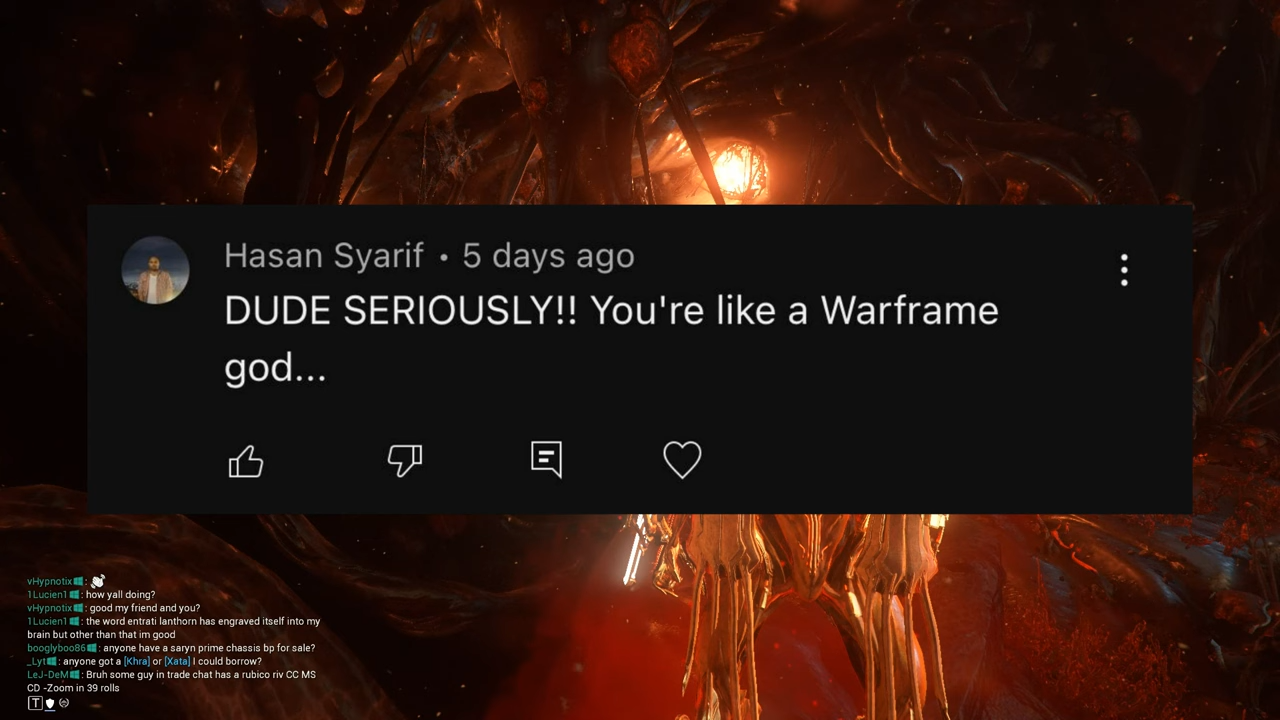 Hasan Syarif • 5 days ago
DUDE SERIOUSLY!! You're like a Warframe
god...
vHypnotix: 👋
1Lucien1: how yall doing?
vHypnotix: good my friend and you?
1Lucien1: the word entrati lanthorn has engraved itself into my
brain but other than that im good
booglyboo86: anyone have a saryn prime chassis bp for sale?
_Lyt: anyone got a [Khra] or [Xata] I could borrow?
LeJ-DeM: Bruh some guy in trade chat has a rubico riv CC MS
CD -Zoom in 39 rolls
T